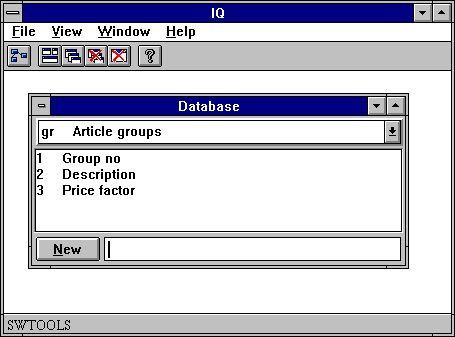 IQ
File View Window Help
?
Database
gr Article groups
1 Group no
2 Description
3 Price factor
New
SWTOOLS